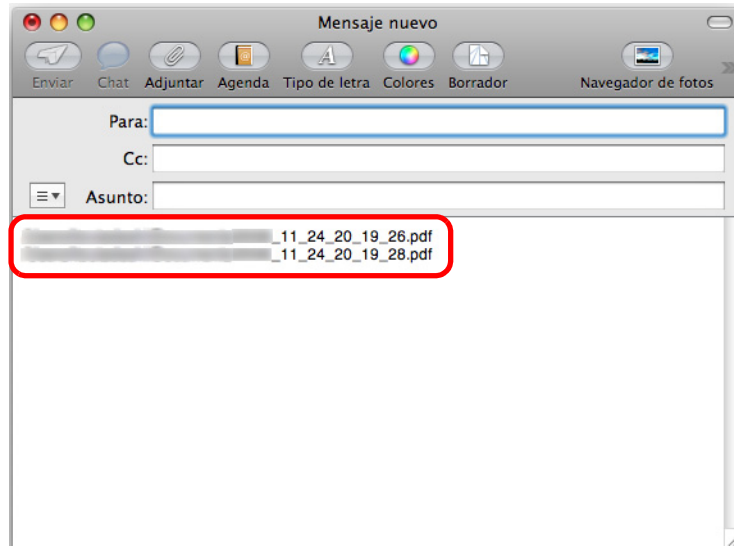 Mensaje nuevo
Enviar Chat Adjuntar Agenda Tipo de letra Colores Borrador Navegador de fotos
Para:
Cc:
Asunto:
_11_24_20_19_26.pdf
_11_24_20_19_28.pdf